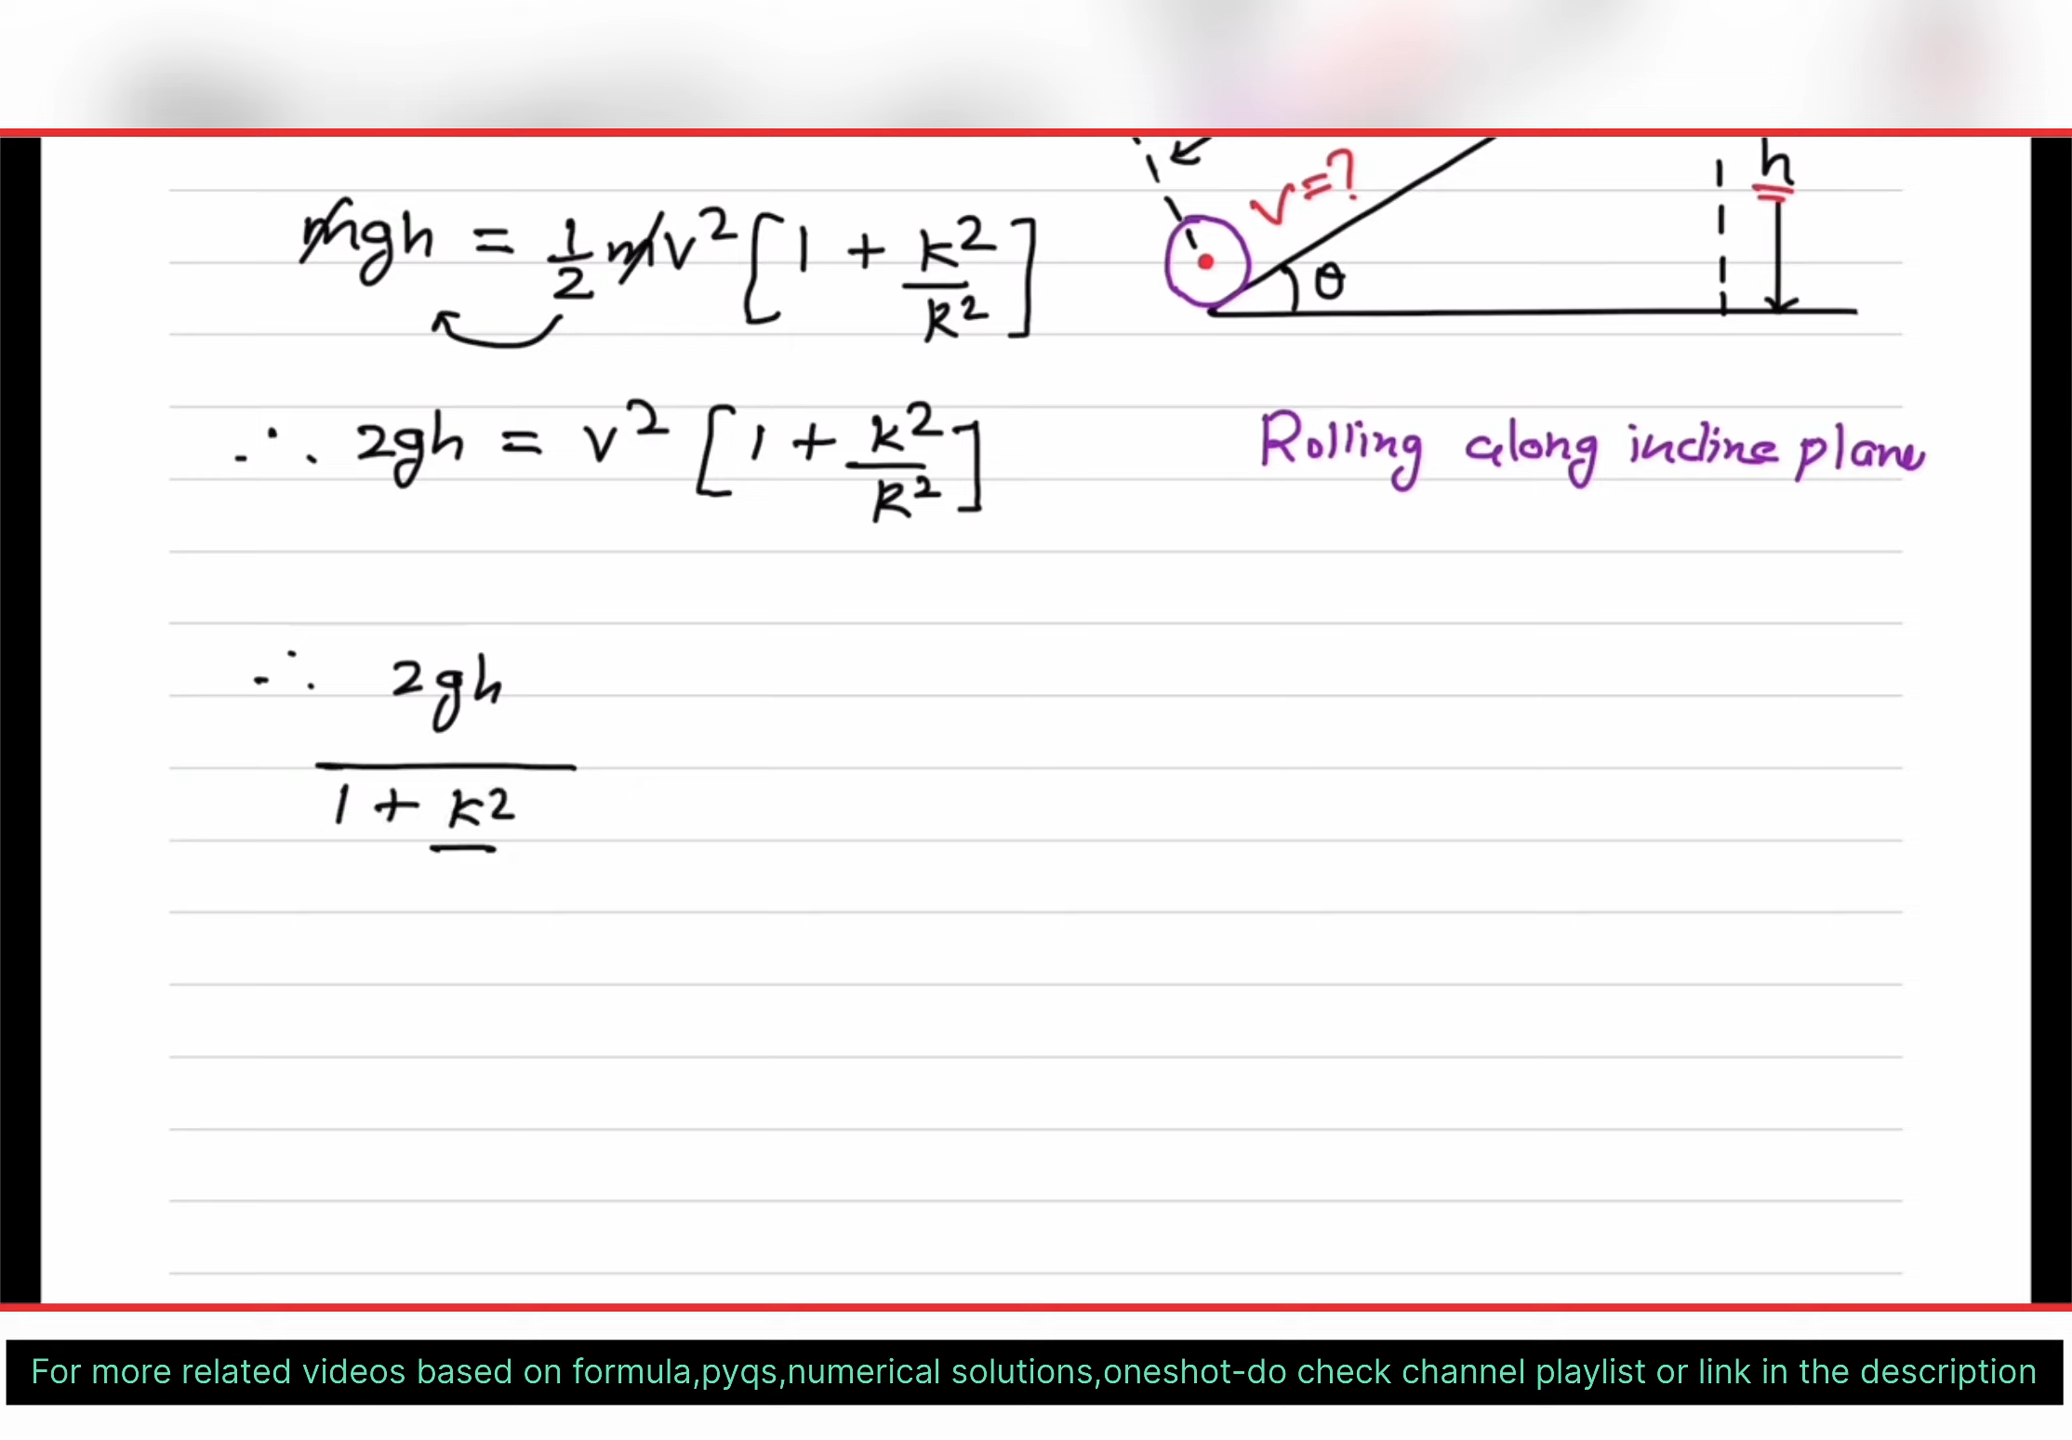 mgh = 1/2 mv² [1 + K²/R²]
v=?
θ
h
∴ 2gh = v² [1 + K²/R²]
Rolling along incline plane
∴ 2gh
1 + K²
For more related videos based on formula,pyqs,numerical solutions,oneshot-do check channel playlist or link in the description